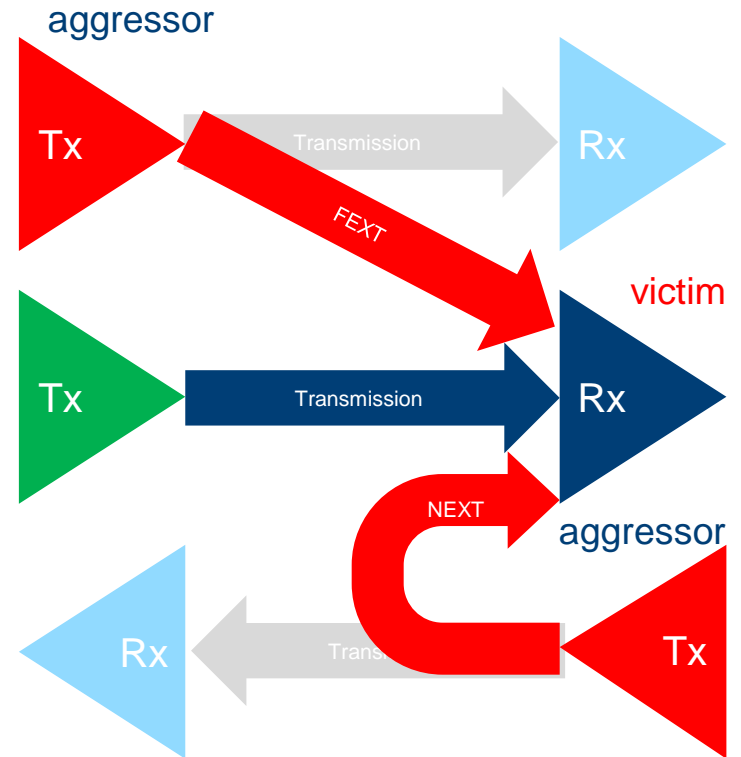 aggressor
Tx
Transmission
Rx
FEXT
victim
Tx
Transmission
Rx
NEXT
aggressor
Rx
Tx